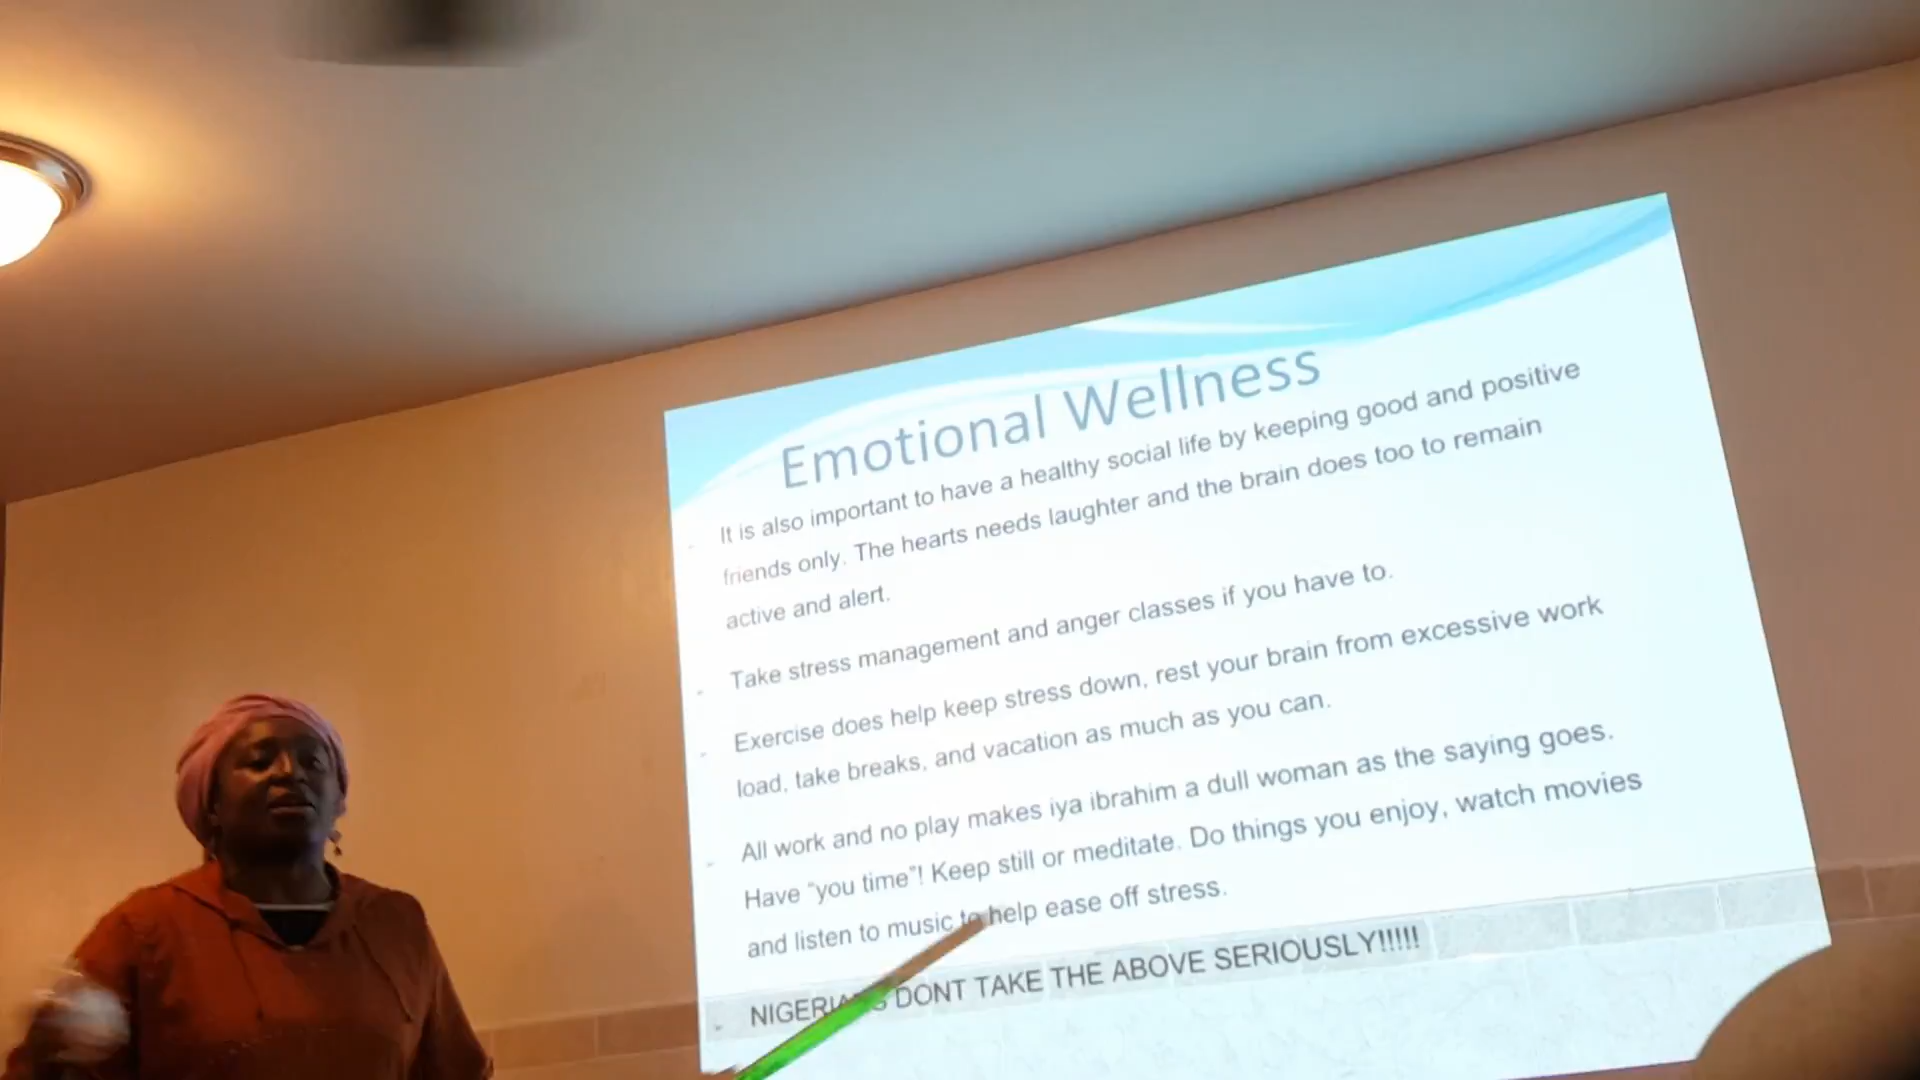 Emotional Wellness
It is also important to have a healthy social life by keeping good and positive
friends only. The hearts needs laughter and the brain does too to remain
active and alert.
Take stress management and anger classes if you have to.
Exercise does help keep stress down, rest your brain from excessive work
load, take breaks, and vacation as much as you can.
All work and no play makes iya ibrahim a dull woman as the saying goes.
Have “you time”! Keep still or meditate. Do things you enjoy, watch movies
and listen to music to help ease off stress.
NIGERIANS DONT TAKE THE ABOVE SERIOUSLY!!!!!